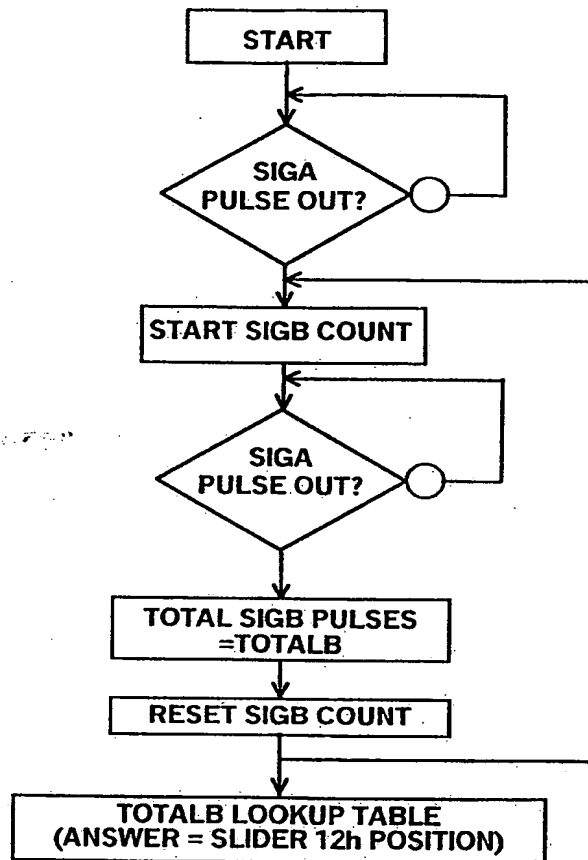 START
SIGA
PULSE OUT?
START SIGB COUNT
SIGA
PULSE OUT?
TOTAL SIGB PULSES
=TOTALB
RESET SIGB COUNT
TOTALB LOOKUP TABLE
(ANSWER = SLIDER 12h POSITION)